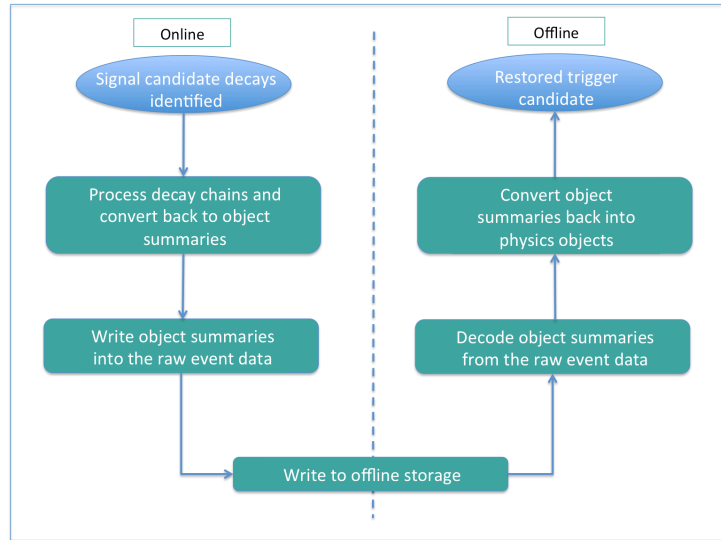 Online
Signal candidate decays
identified
Process decay chains and
convert back to object
summaries
Write object summaries
into the raw event data
Write to offline storage
Offline
Restored trigger
candidate
Convert object
summaries back into
physics objects
Decode object summaries
from the raw event data